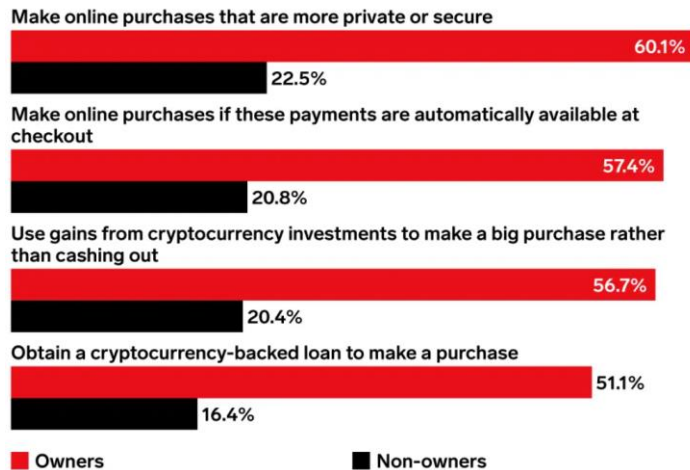 Make online purchases that are more private or secure
60.1%
22.5%
Make online purchases if these payments are automatically available at
checkout
57.4%
20.8%
Use gains from cryptocurrency investments to make a big purchase rather
than cashing out
56.7%
20.4%
Obtain a cryptocurrency-backed loan to make a purchase
51.1%
16.4%
Owners Non-owners